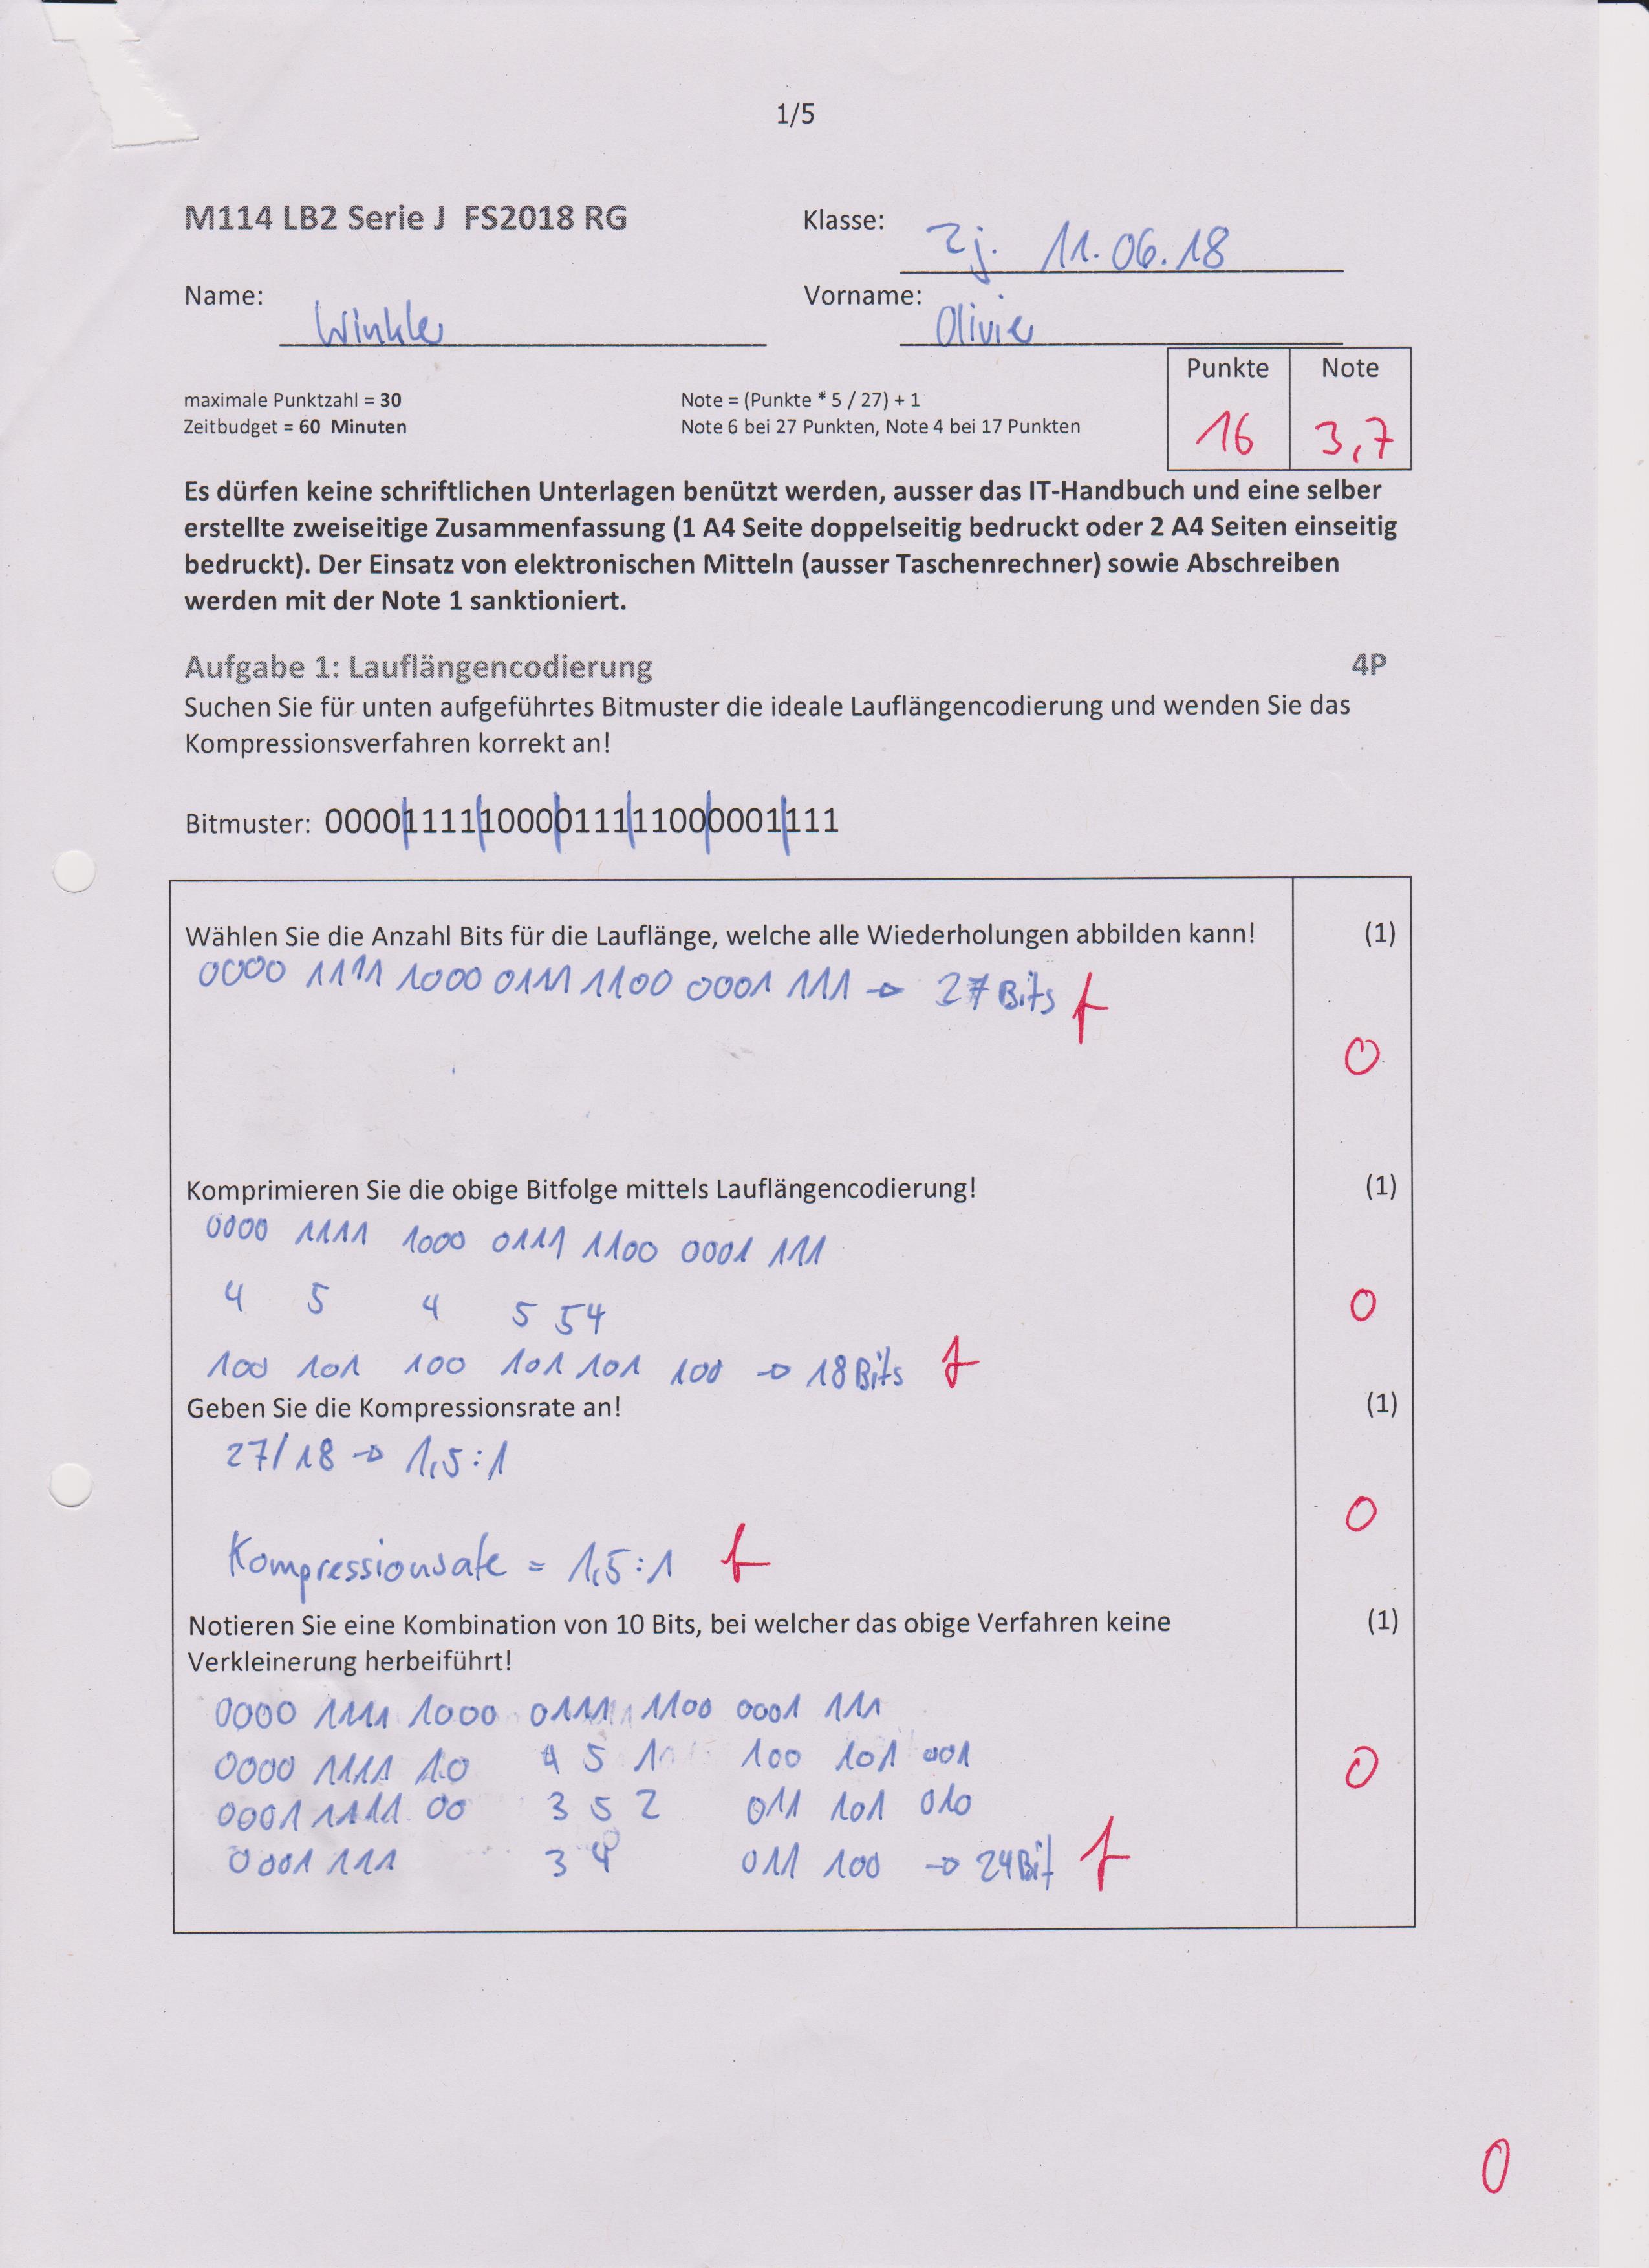 1/5
M114 LB2 Serie J FS2018 RG
Klasse: 2j. 11.06.18
Name: Winkler
Vorname: Olivier
Punkte Note
maximale Punktzahl = 30
Note = (Punkte * 5 / 27) + 1
Zeitbudget = 60 Minuten
Note 6 bei 27 Punkten, Note 4 bei 17 Punkten
16 3,7
Es dürfen keine schriftlichen Unterlagen benützt werden, ausser das IT-Handbuch und eine selber
erstellte zweiseitige Zusammenfassung (1 A4 Seite doppelseitig bedruckt oder 2 A4 Seiten einseitig
bedruckt). Der Einsatz von elektronischen Mitteln (ausser Taschenrechner) sowie Abschreiben
werden mit der Note 1 sanktioniert.
Aufgabe 1: Lauflängencodierung 4P
Suchen Sie für unten aufgeführtes Bitmuster die ideale Lauflängencodierung und wenden Sie das
Kompressionsverfahren korrekt an!
Bitmuster: 0000111111000011111000001111
Wählen Sie die Anzahl Bits für die Lauflänge, welche alle Wiederholungen abbilden kann! (1)
0000 1111 1000 0111 1100 0001 111 → 27 Bits f
0
Komprimieren Sie die obige Bitfolge mittels Lauflängencodierung! (1)
0000 1111 1000 0111 1100 0001 111
4 5 4 5 5 4
0
100 101 100 101 101 100 → 18 Bits f
Geben Sie die Kompressionsrate an! (1)
27/18 → 1,5:1
0
Kompressionsate = 1,5:1 f
Notieren Sie eine Kombination von 10 Bits, bei welcher das obige Verfahren keine (1)
Verkleinerung herbeiführt!
0000 1111 1000 0111 1100 0001 111
0000 1111 10 4 5 1 100 101 001
0
0001 1111 00 3 5 2 011 101 010
0001 111 3 4 011 100 → 24 Bit f
0